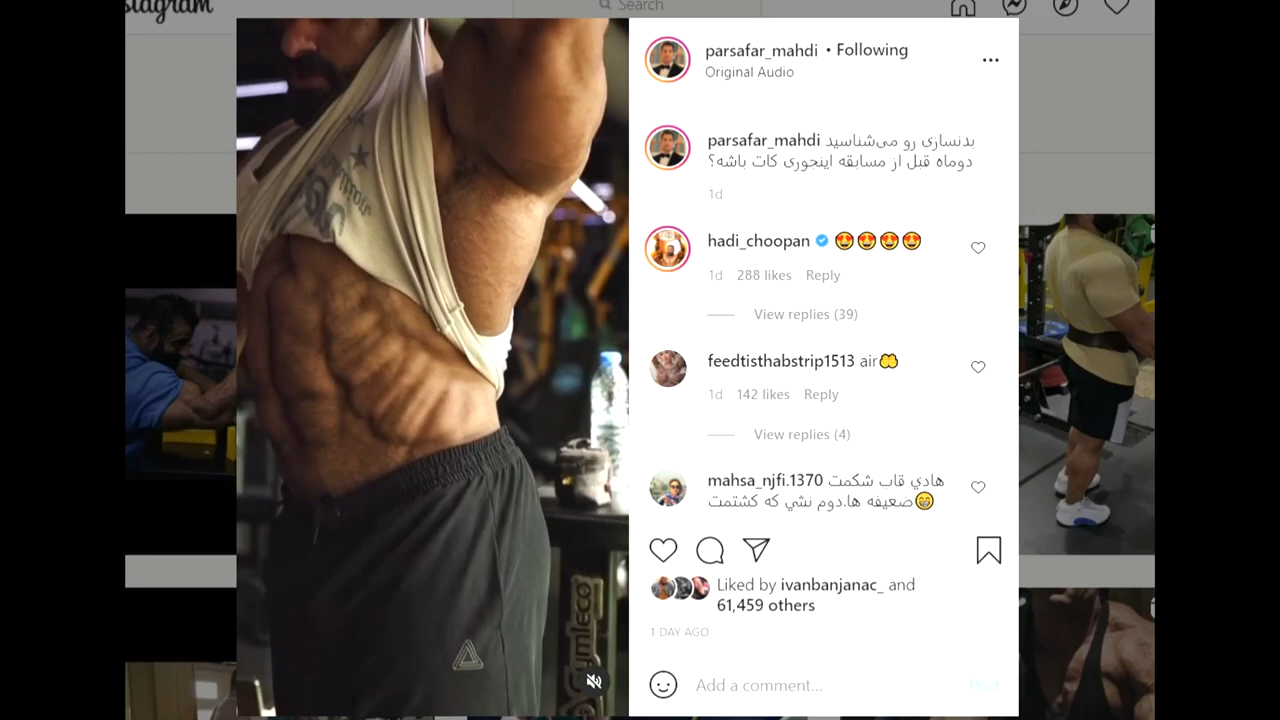 stagram
Search
parsafar_mahdi • Following
Original Audio
parsafar_mahdi بدنسازی رو می‌شناسید
دوماه قبل از مسابقه اینجوری کات باشه؟
1d
hadi_choopan 😍😍😍😍
1d 288 likes Reply
View replies (39)
feedtisthabstrip1513 air🤲
1d 142 likes Reply
View replies (4)
mahsa_njfi.1370 هادي قاب شکمت
ضعیفه ها.دوم نشي که کشتمت😁
Liked by ivanbanjanac_ and
61,459 others
1 DAY AGO
Add a comment...
Post
Gymleco